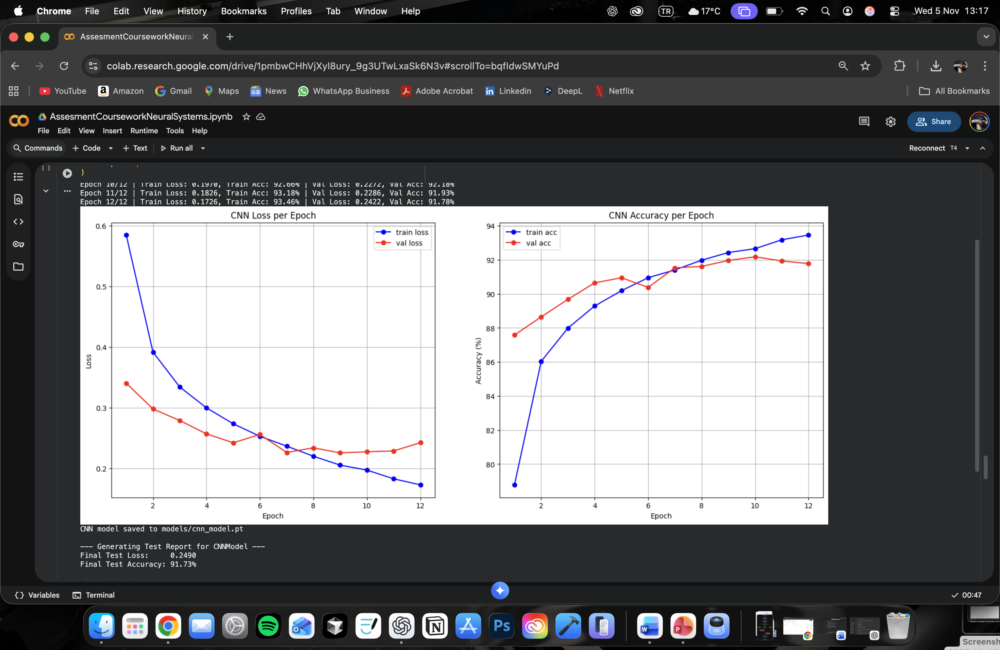 Chrome File Edit View History Bookmarks Profiles Tab Window Help TR 17°C Wed 5 Nov 13:17
AssesmentCourseworkNeural
colab.research.google.com/drive/1pmbwCHhVjXyI8ury_9g3UTwLxaSk6N3v#scrollTo=bqfIdwSMYuPd
YouTube Amazon Gmail Maps News WhatsApp Business Adobe Acrobat Linkedin DeepL Netflix All Bookmarks
AssesmentCourseworkNeuralSystems.ipynb
File Edit View Insert Runtime Tools Help
Share
Commands + Code + Text Run all Reconnect T4
[ ] )
Epoch 10/12 | Train Loss: 0.1970, Train Acc: 92.66% | Val Loss: 0.2272, Val Acc: 92.18%
Epoch 11/12 | Train Loss: 0.1826, Train Acc: 93.18% | Val Loss: 0.2286, Val Acc: 91.93%
Epoch 12/12 | Train Loss: 0.1726, Train Acc: 93.46% | Val Loss: 0.2422, Val Acc: 91.78%
CNN Loss per Epoch
train loss
val loss
0.6
0.5
0.4
0.3
0.2
Loss
2 4 6 8 10 12
Epoch
CNN Accuracy per Epoch
train acc
val acc
94
92
90
88
86
84
82
80
Accuracy (%)
2 4 6 8 10 12
Epoch
CNN model saved to models/cnn_model.pt
--- Generating Test Report for CNNModel ---
Final Test Loss: 0.2490
Final Test Accuracy: 91.73%
{} Variables Terminal 00:47
Ps
W P
Screensh